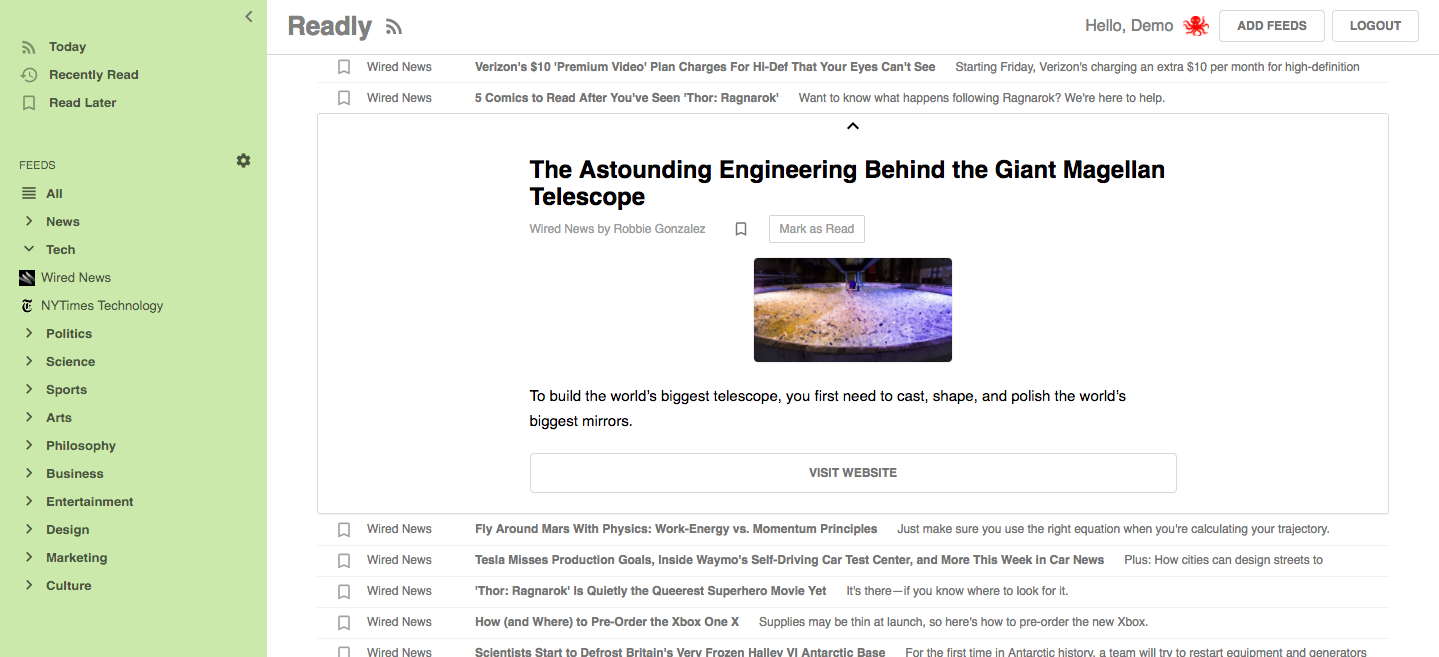 Readly
Hello, Demo
ADD FEEDS
LOGOUT
Today
Recently Read
Read Later
FEEDS
All
News
Tech
Wired News
NYTimes Technology
Politics
Science
Sports
Arts
Philosophy
Business
Entertainment
Design
Marketing
Culture
Wired News Verizon's $10 'Premium Video' Plan Charges For Hi-Def That Your Eyes Can't See Starting Friday, Verizon's charging an extra $10 per month for high-definition
Wired News 5 Comics to Read After You've Seen 'Thor: Ragnarok' Want to know what happens following Ragnarok? We're here to help.
The Astounding Engineering Behind the Giant Magellan
Telescope
Wired News by Robbie Gonzalez Mark as Read
To build the world’s biggest telescope, you first need to cast, shape, and polish the world’s
biggest mirrors.
VISIT WEBSITE
Wired News Fly Around Mars With Physics: Work-Energy vs. Momentum Principles Just make sure you use the right equation when you're calculating your trajectory.
Wired News Tesla Misses Production Goals, Inside Waymo's Self-Driving Car Test Center, and More This Week in Car News Plus: How cities can design streets to
Wired News 'Thor: Ragnarok' Is Quietly the Queerest Superhero Movie Yet It's there—if you know where to look for it.
Wired News How (and Where) to Pre-Order the Xbox One X Supplies may be thin at launch, so here's how to pre-order the new Xbox.
Wired News Scientists Start to Defrost Britain's Very Frozen Halley VI Antarctic Base For the first time in Antarctic history, a team will try to restart equipment and generators